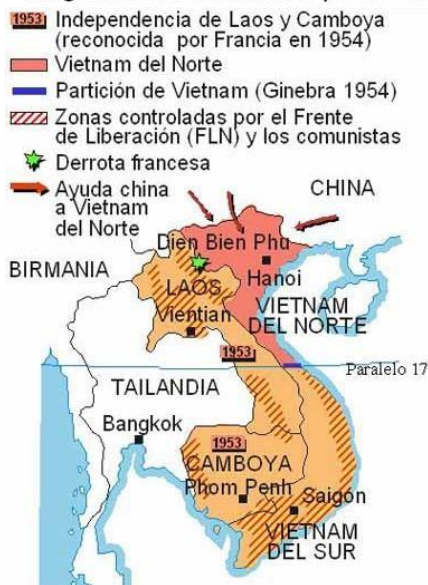 1953 Independencia de Laos y Camboya
(reconocida por Francia en 1954)
Vietnam del Norte
Partición de Vietnam (Ginebra 1954)
Zonas controladas por el Frente
de Liberación (FLN) y los comunistas
Derrota francesa
Ayuda china
a Vietnam
del Norte
CHINA
Dien Bien Phu
BIRMANIA
Hanoi
LAOS
Vientian
VIETNAM
DEL NORTE
1953
Paralelo 17
TAILANDIA
Bangkok
1953
CAMBOYA
Phom Penh
Saigón
VIETNAM
DEL SUR